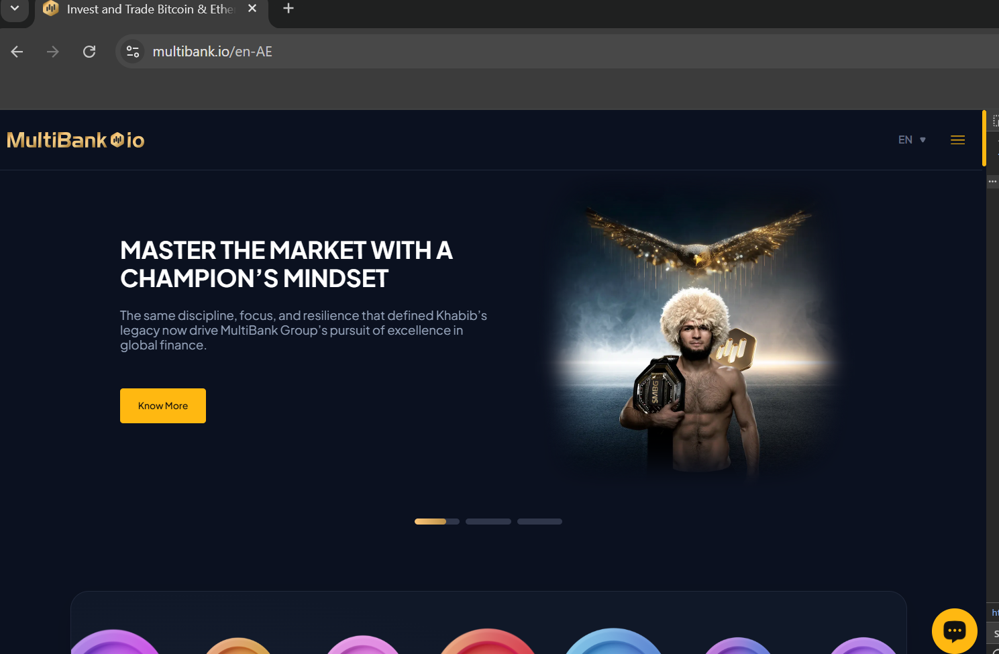 Invest and Trade Bitcoin & Ethe
multibank.io/en-AE
MultiBank io
EN
MASTER THE MARKET WITH A
CHAMPION’S MINDSET
The same discipline, focus, and resilience that defined Khabib’s
legacy now drive MultiBank Group’s pursuit of excellence in
global finance.
SMBG
Know More